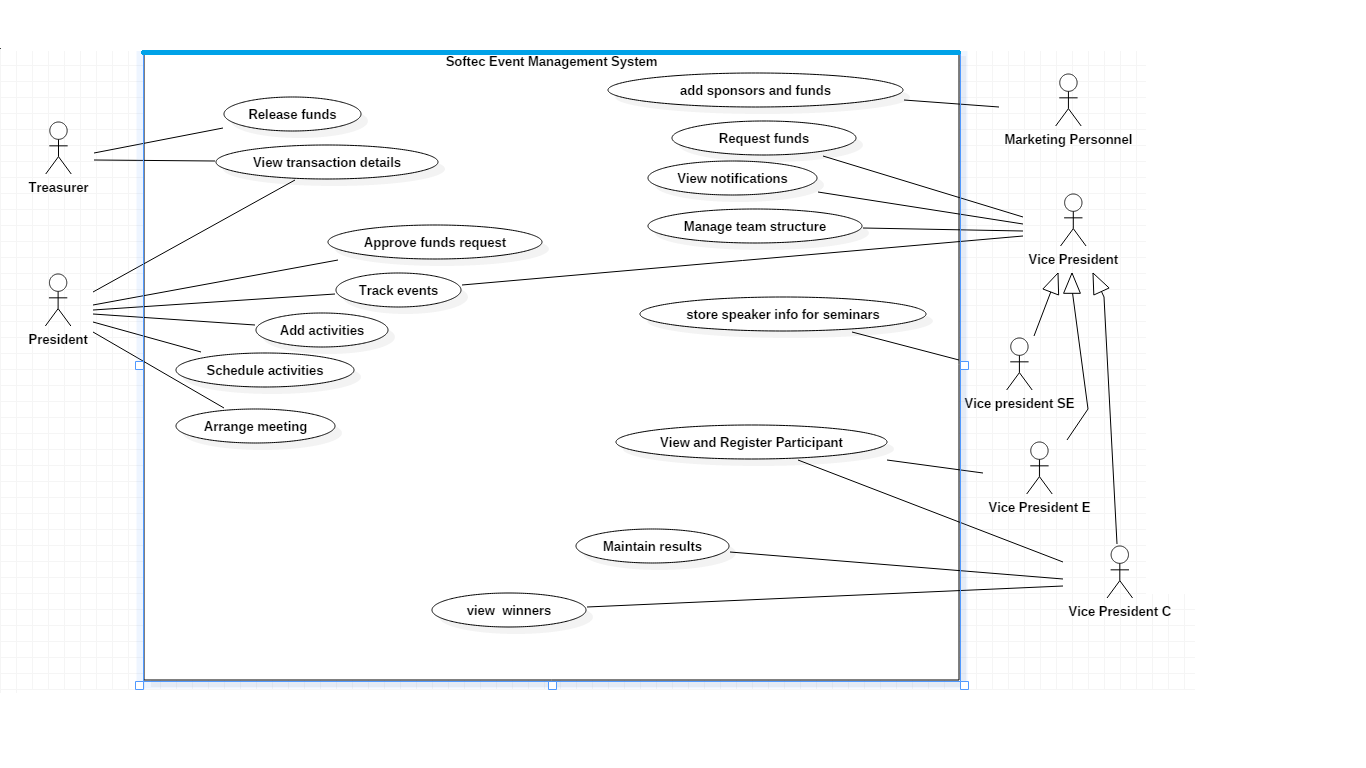 Softec Event Management System
add sponsors and funds
Release funds
Request funds
Marketing Personnel
View transaction details
View notifications
Treasurer
Manage team structure
Approve funds request
Vice President
Track events
store speaker info for seminars
Add activities
President
Schedule activities
Vice president SE
Arrange meeting
View and Register Participant
Vice President E
Maintain results
view  winners
Vice President C